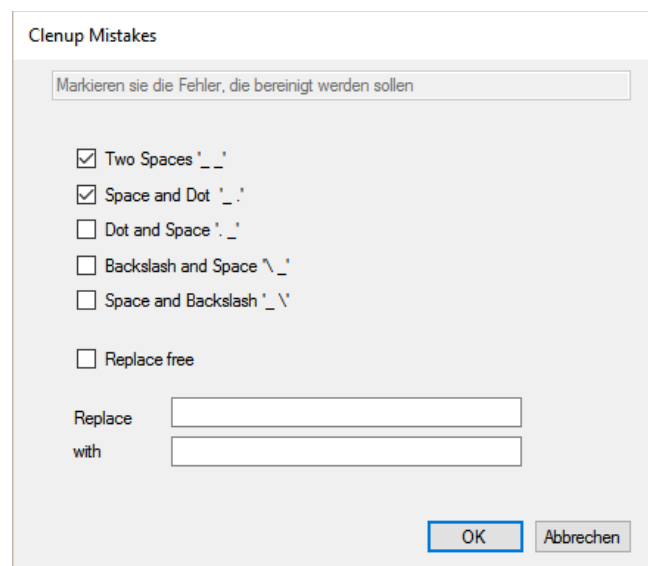 Clenup Mistakes
Markieren sie die Fehler, die bereinigt werden sollen
Two Spaces '_ _'
Space and Dot '_ .'
Dot and Space '. _'
Backslash and Space '\ _'
Space and Backslash '_ \'
Replace free
Replace
with
OK Abbrechen